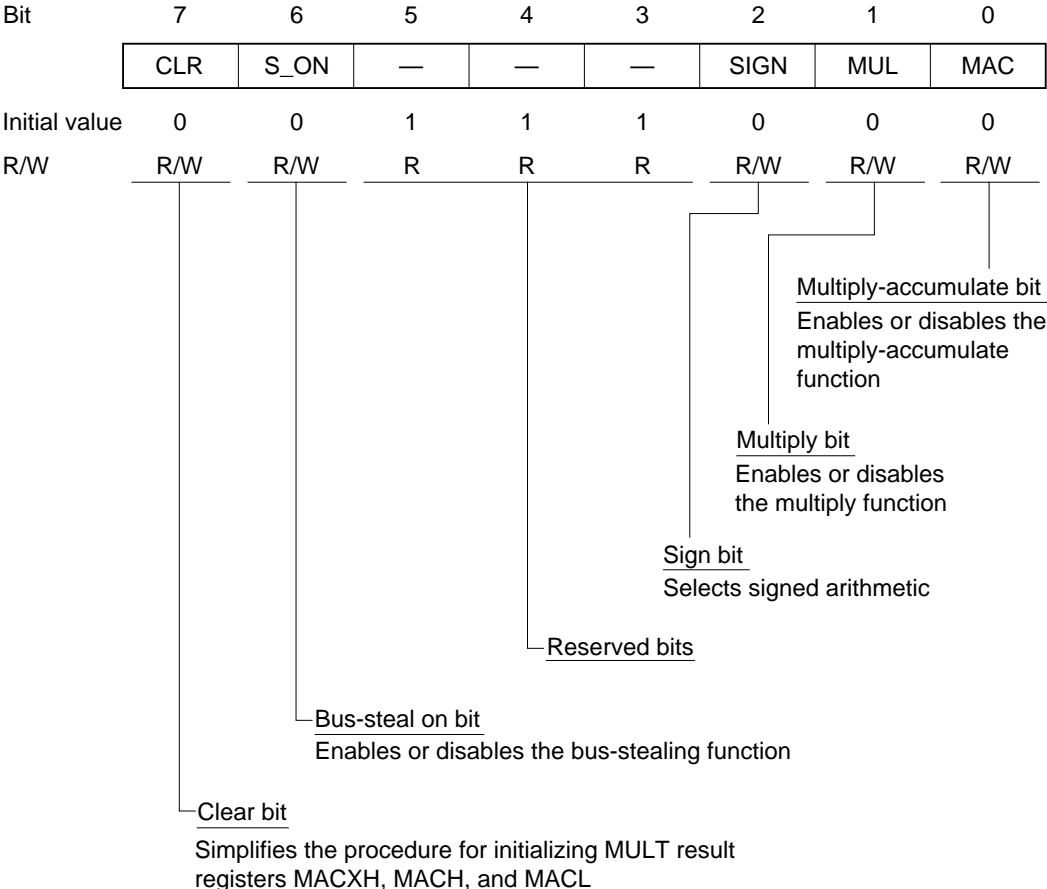 Bit 7 6 5 4 3 2 1 0
CLR S_ON — — — SIGN MUL MAC
Initial value 0 0 1 1 1 0 0 0
R/W R/W R/W R R R R/W R/W R/W
Multiply-accumulate bit
Enables or disables the
multiply-accumulate
function
Multiply bit
Enables or disables
the multiply function
Sign bit
Selects signed arithmetic
Reserved bits
Bus-steal on bit
Enables or disables the bus-stealing function
Clear bit
Simplifies the procedure for initializing MULT result
registers MACXH, MACH, and MACL